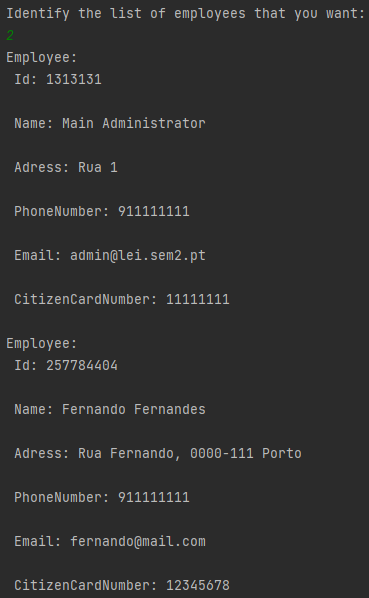 Identify the list of employees that you want:
2
Employee:
Id: 1313131
Name: Main Administrator
Adress: Rua 1
PhoneNumber: 911111111
Email: admin@lei.sem2.pt
CitizenCardNumber: 11111111
Employee:
Id: 257784404
Name: Fernando Fernandes
Adress: Rua Fernando, 0000-111 Porto
PhoneNumber: 911111111
Email: fernando@mail.com
CitizenCardNumber: 12345678